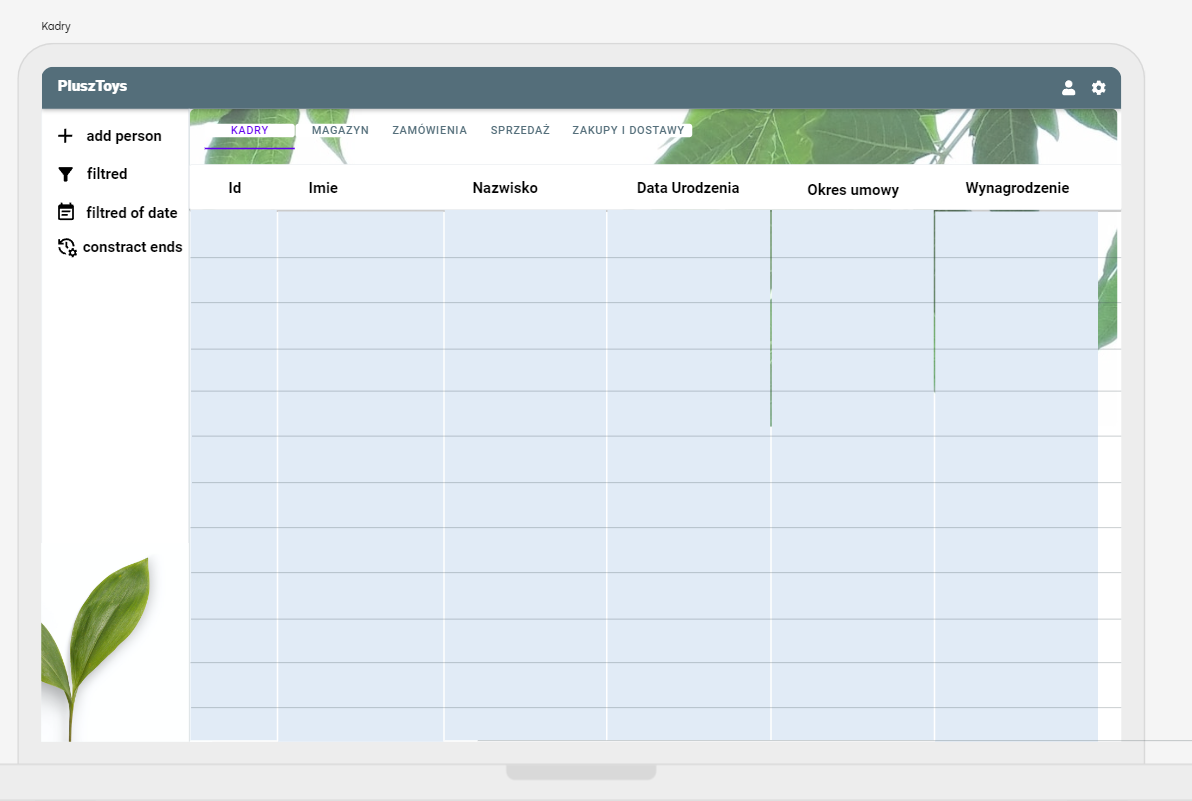 Kadry
PluszToys
add person
filtred
filtred of date
constract ends
KADRY MAGAZYN ZAMÓWIENIA SPRZEDAŻ ZAKUPY I DOSTAWY
Id Imie Nazwisko Data Urodzenia Okres umowy Wynagrodzenie